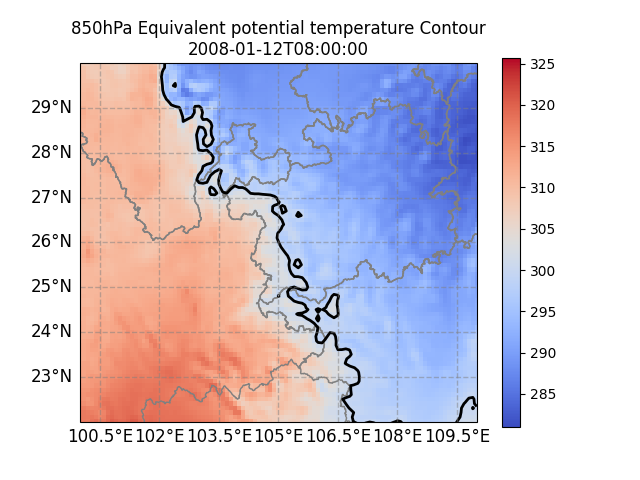 850hPa Equivalent potential temperature Contour
2008-01-12T08:00:00
29°N
28°N
27°N
26°N
25°N
24°N
23°N
100.5°E 102°E 103.5°E 105°E 106.5°E 108°E 109.5°E
325
320
315
310
305
300
295
290
285